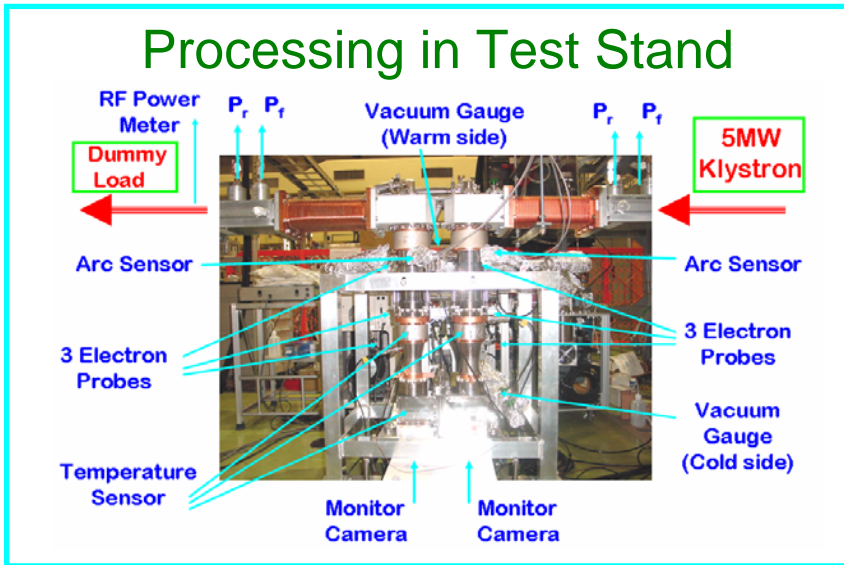 Processing in Test Stand
RF Power
Meter
Pr Pf
Vacuum Gauge
(Warm side)
Pr Pf
Dummy
Load
5MW
Klystron
Arc Sensor
Arc Sensor
3 Electron
Probes
3 Electron
Probes
Vacuum
Gauge
(Cold side)
Temperature
Sensor
Monitor
Camera
Monitor
Camera